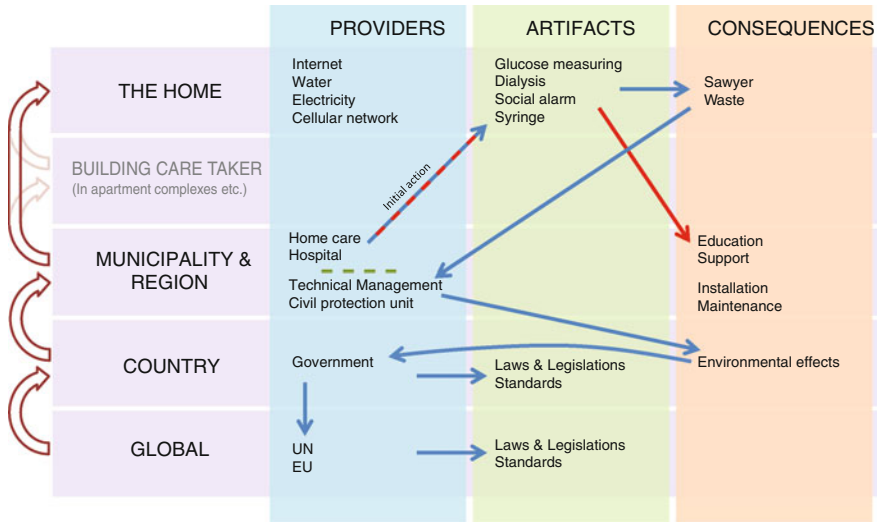 PROVIDERS
ARTIFACTS
CONSEQUENCES
THE HOME
Internet
Water
Electricity
Cellular network
Glucose measuring
Dialysis
Social alarm
Syringe
Sawyer
Waste
BUILDING CARE TAKER
(In apartment complexes etc.)
Initial action
MUNICIPALITY &
REGION
Home care
Hospital
Technical Management
Civil protection unit
Education
Support
Installation
Maintenance
COUNTRY
Government
Laws & Legislations
Standards
Environmental effects
GLOBAL
UN
EU
Laws & Legislations
Standards